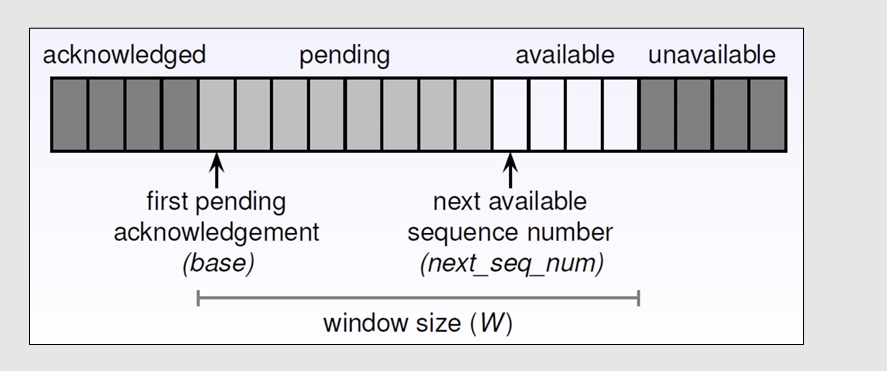 acknowledged pending available unavailable
first pending
acknowledgement
(base)
next available
sequence number
(next_seq_num)
window size (W)